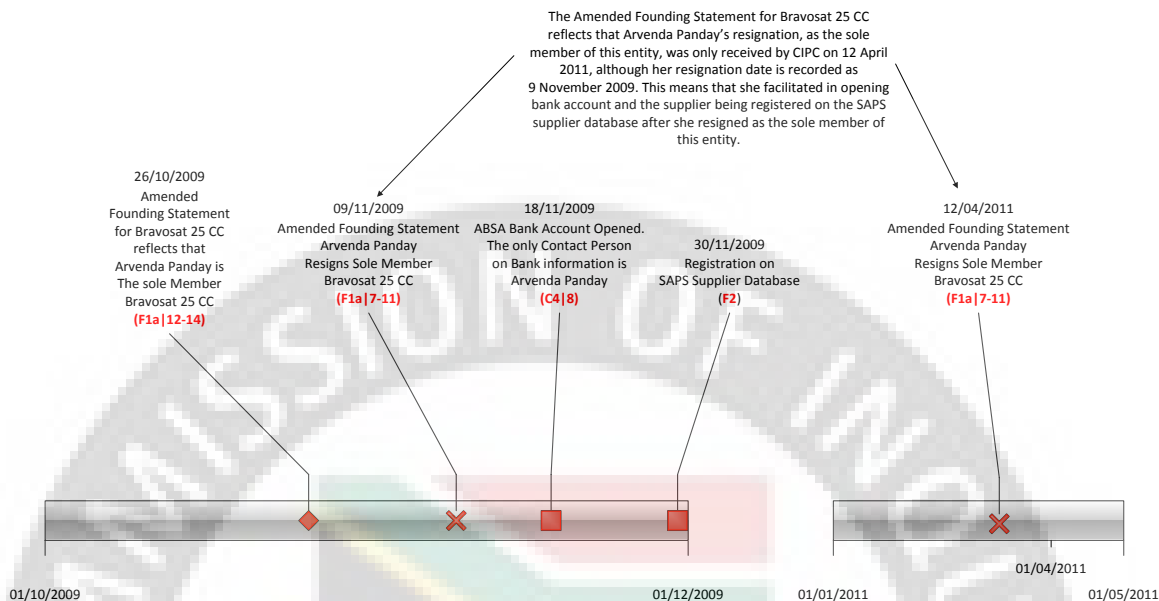 The Amended Founding Statement for Bravosat 25 CC
reflects that Arvenda Panday's resignation, as the sole
member of this entity, was only received by CIPC on 12 April
2011, although her resignation date is recorded as
9 November 2009. This means that she facilitated in opening
bank account and the supplier being registered on the SAPS
supplier database after she resigned as the sole member of
this entity.
26/10/2009
Amended
Founding Statement
for Bravosat 25 CC
reflects that
Arvenda Panday is
The sole Member
Bravosat 25 CC
(F1a|12-14)
09/11/2009
Amended Founding Statement
Arvenda Panday
Resigns Sole Member
Bravosat 25 CC
(F1a|7-11)
18/11/2009
ABSA Bank Account Opened.
The only Contact Person
on Bank information is
Arvenda Panday
(C4|8)
30/11/2009
Registration on
SAPS Supplier Database
(F2)
12/04/2011
Amended Founding Statement
Arvenda Panday
Resigns Sole Member
Bravosat 25 CC
(F1a|7-11)
MISSION OF IN
01/10/2009
01/12/2009
01/01/2011
01/04/2011
01/05/2011